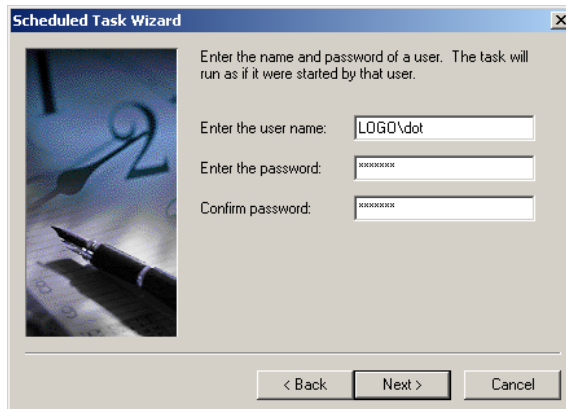 Scheduled Task Wizard
Enter the name and password of a user. The task will
run as if it were started by that user.
Enter the user name: LOGO\dot
Enter the password: *******
Confirm password: *******
2
< Back Next > Cancel